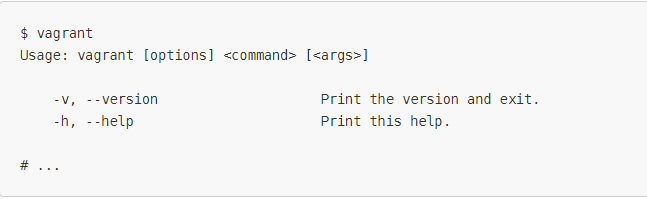 $ vagrant
Usage: vagrant [options] <command> [<args>]
-v, --version Print the version and exit.
-h, --help Print this help.
# ...